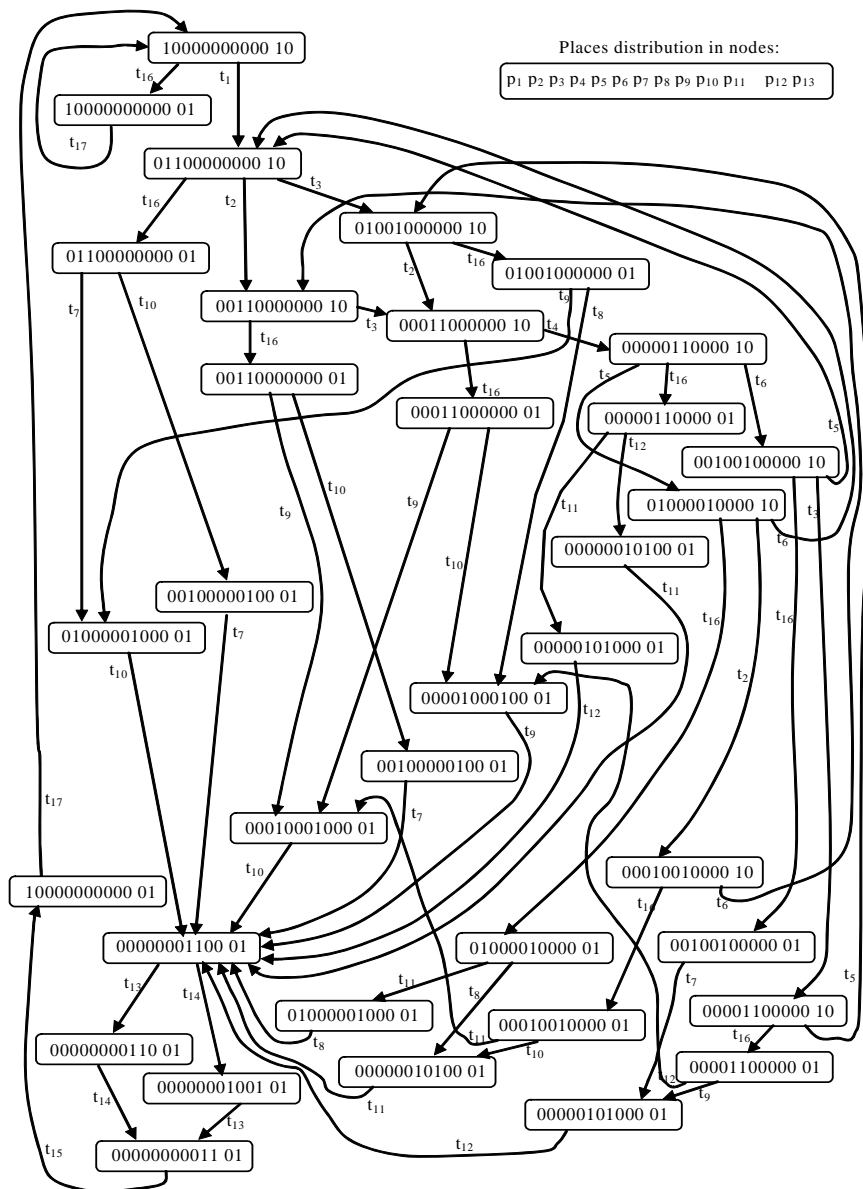 10000000000 10
Places distribution in nodes:
t16
t1
p1 p2 p3 p4 p5 p6 p7 p8 p9 p10 p11 p12 p13
10000000000 01
t17
01100000000 10
t3
t16
t2
01001000000 10
01100000000 01
t2
t16
01001000000 01
t7
t10
t9
t8
00110000000 10
t3
00011000000 10
t4
t16
00000110000 10
00110000000 01
t5
t16
t6
t16
00011000000 01
00000110000 01
t5
t12
00100100000 10
t10
t9
t9
t11
01000010000 10
t3
t6
00000010100 01
t10
t11
00100000100 01
t16
t16
01000001000 01
t7
00000101000 01
t10
t2
00001000100 01
t12
t9
00100000100 01
t17
00010001000 01
t7
t10
00010010000 10
10000000000 01
t16
t6
00000001100 01
01000010000 01
00100100000 01
t13
t14
t11
t8
t7
t5
01000001000 01
00001100000 10
00010010000 01
t8
t11
t16
00000000110 01
t10
00000010100 01
00001100000 01
00000001001 01
t12
t14
t11
t9
00000101000 01
t13
t15
00000000011 01
t12